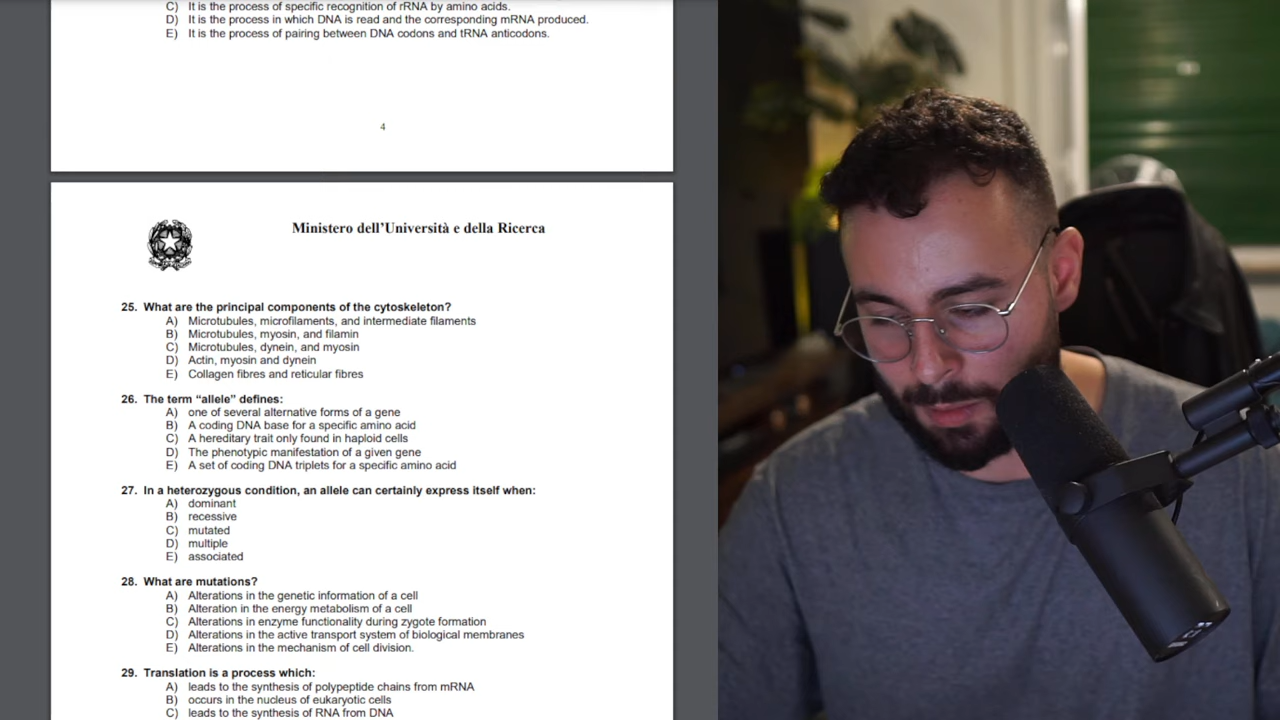 C) It is the process of specific recognition of rRNA by amino acids.
D) It is the process in which DNA is read and the corresponding mRNA produced.
E) It is the process of pairing between DNA codons and tRNA anticodons.
4
Ministero dell'Università e della Ricerca
25. What are the principal components of the cytoskeleton?
A) Microtubules, microfilaments, and intermediate filaments
B) Microtubules, myosin, and filamin
C) Microtubules, dynein, and myosin
D) Actin, myosin and dynein
E) Collagen fibres and reticular fibres
26. The term “allele” defines:
A) one of several alternative forms of a gene
B) A coding DNA base for a specific amino acid
C) A hereditary trait only found in haploid cells
D) The phenotypic manifestation of a given gene
E) A set of coding DNA triplets for a specific amino acid
27. In a heterozygous condition, an allele can certainly express itself when:
A) dominant
B) recessive
C) mutated
D) multiple
E) associated
28. What are mutations?
A) Alterations in the genetic information of a cell
B) Alteration in the energy metabolism of a cell
C) Alterations in enzyme functionality during zygote formation
D) Alterations in the active transport system of biological membranes
E) Alterations in the mechanism of cell division.
29. Translation is a process which:
A) leads to the synthesis of polypeptide chains from mRNA
B) occurs in the nucleus of eukaryotic cells
C) leads to the synthesis of RNA from DNA